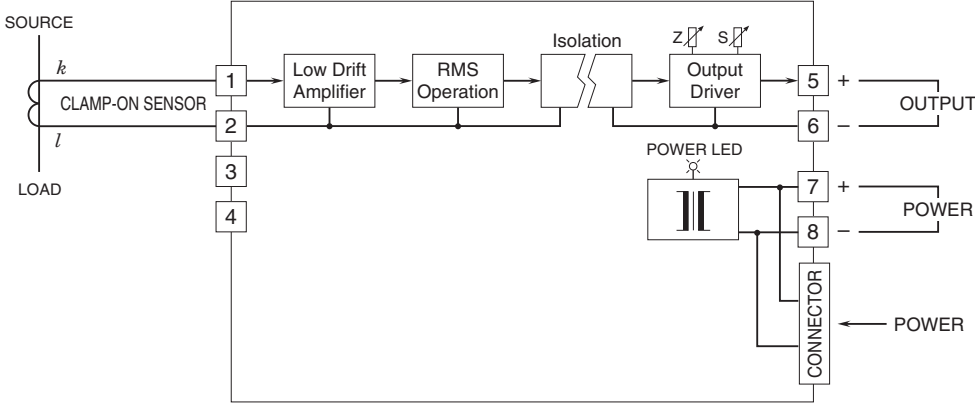 SOURCE
k
CLAMP-ON SENSOR
l
LOAD
1
2
3
4
Low Drift
Amplifier
RMS
Operation
Isolation
Z
S
Output
Driver
5 +
6 –
OUTPUT
POWER LED
7 +
8 –
POWER
CONNECTOR
POWER